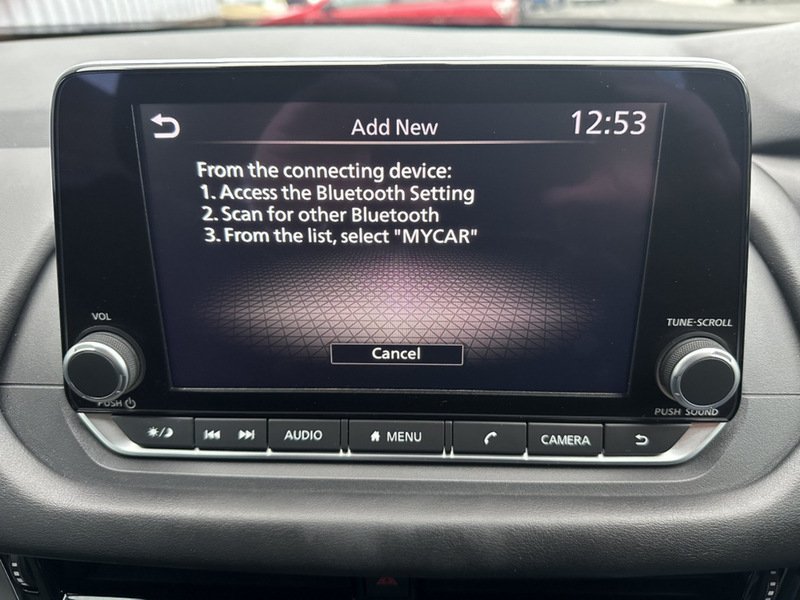 Add New
12:53
From the connecting device:
1. Access the Bluetooth Setting
2. Scan for other Bluetooth
3. From the list, select "MYCAR"
Cancel
VOL
TUNE·SCROLL
PUSH
PUSH SOUND
AUDIO
MENU
CAMERA